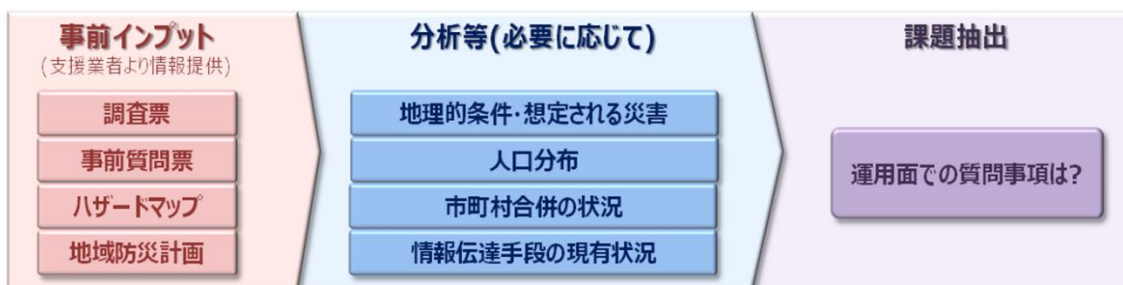 事前インプット
(支援業者より情報提供)
調査票
事前質問票
ハザードマップ
地域防災計画
分析等(必要に応じて)
地理的条件・想定される災害
人口分布
市町村合併の状況
情報伝達手段の現有状況
課題抽出
運用面での質問事項は?